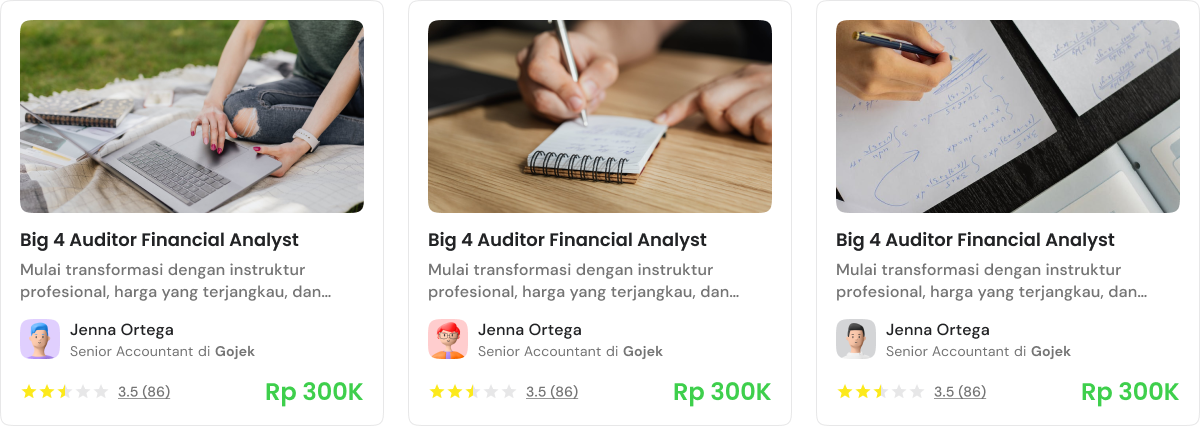 Big 4 Auditor Financial Analyst
Mulai transformasi dengan instruktur
profesional, harga yang terjangkau, dan...
Jenna Ortega
Senior Accountant di Gojek
3.5 (86)
Rp 300K
Big 4 Auditor Financial Analyst
Mulai transformasi dengan instruktur
profesional, harga yang terjangkau, dan...
Jenna Ortega
Senior Accountant di Gojek
3.5 (86)
Rp 300K
Big 4 Auditor Financial Analyst
Mulai transformasi dengan instruktur
profesional, harga yang terjangkau, dan...
Jenna Ortega
Senior Accountant di Gojek
3.5 (86)
Rp 300K